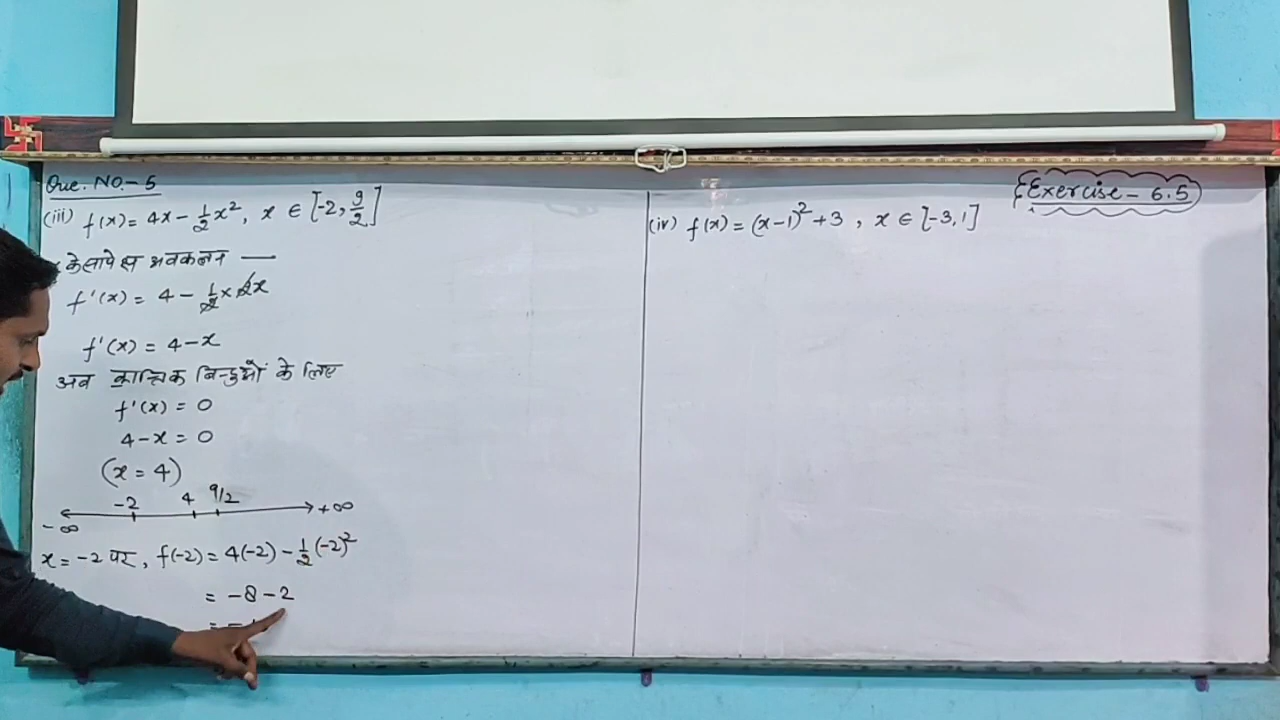 Que. No.- 5
(iii) f(x) = 4x - 1/2 x², x ∈ [-2, 9/2]
के सापेक्ष अवकलन —
f'(x) = 4 - 1/2 × 2x
f'(x) = 4-x
अब क्रान्तिक बिन्दुओं के लिए
f'(x) = 0
4-x = 0
(x = 4)
-∞ -2 4 9/2 +∞
x = -2 पर, f(-2) = 4(-2) - 1/2 (-2)²
= -8 - 2
= -
Exercise - 6.5
(iv) f(x) = (x-1)² + 3 , x ∈ [-3, 1]